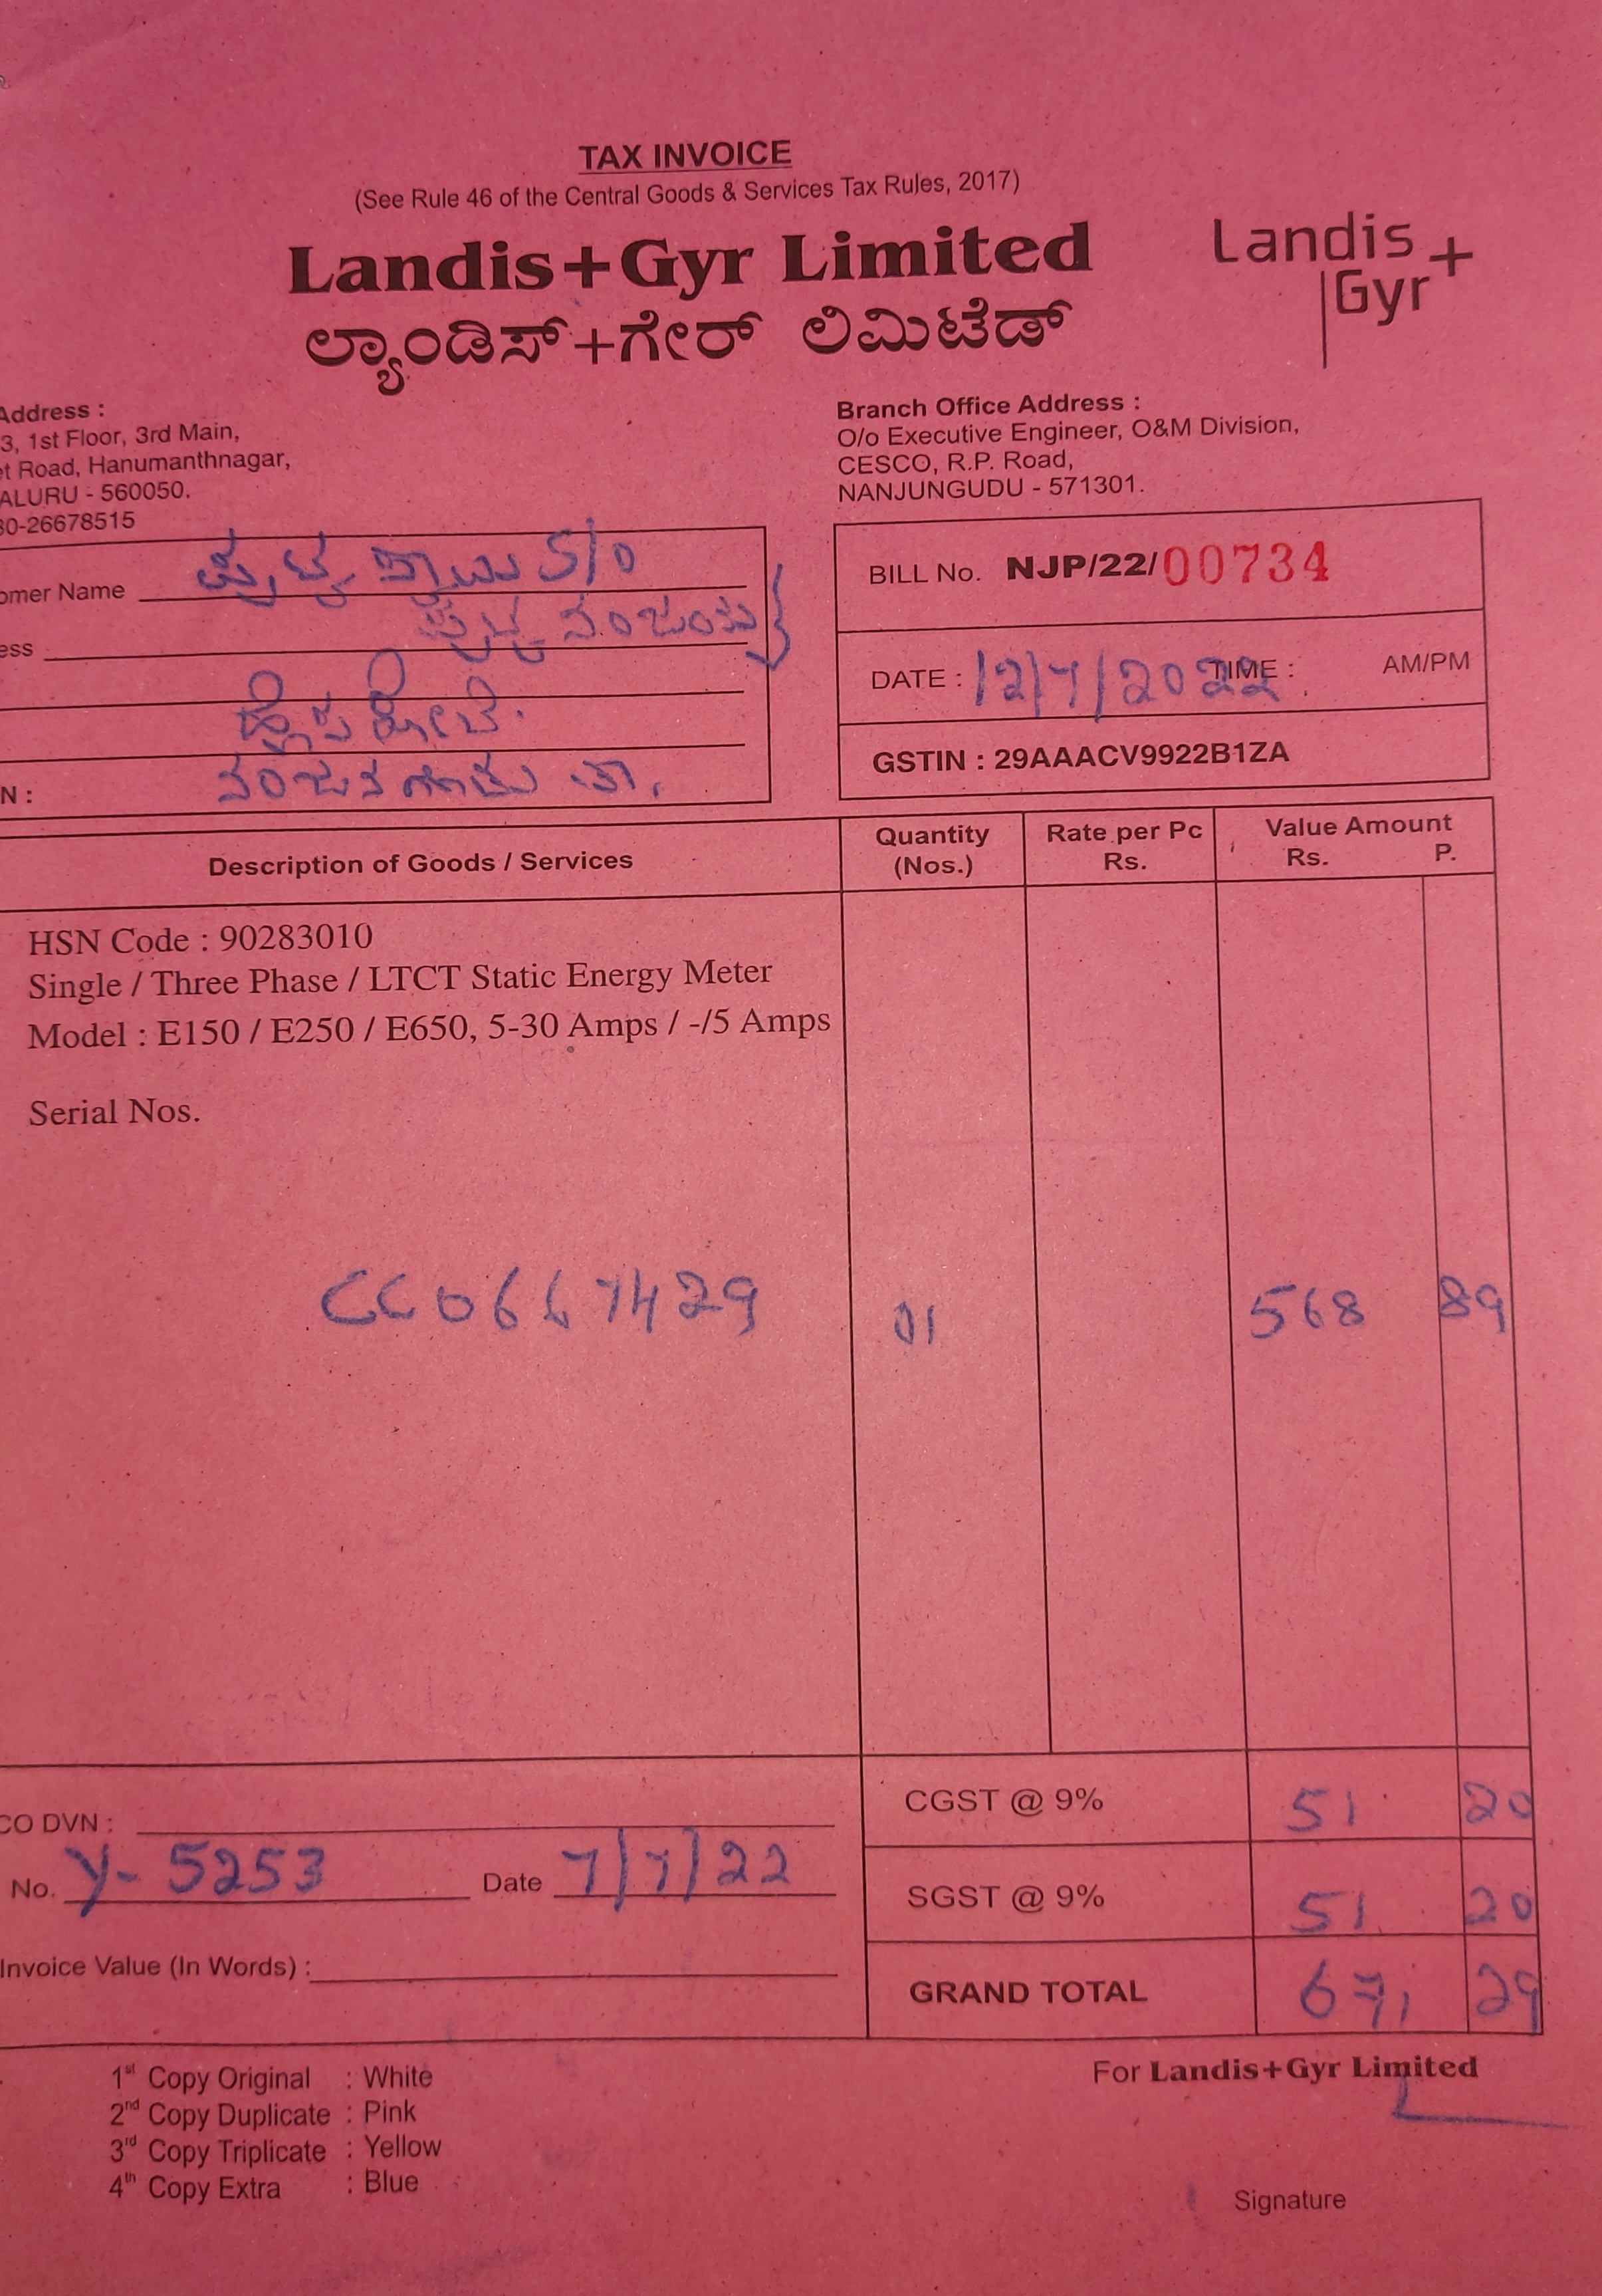 TAX INVOICE
(See Rule 46 of the Central Goods & Services Tax Rules, 2017)
Landis+Gyr Limited
ಲ್ಯಾಂಡಿಸ್+ಗೇರ್ ಲಿಮಿಟೆಡ್
Landis
Gyr+
Address :
3, 1st Floor, 3rd Main,
et Road, Hanumanthnagar,
ALURU - 560050.
30-26678515
Branch Office Address :
O/o Executive Engineer, O&M Division,
CESCO, R.P. Road,
NANJUNGUDU - 571301.
omer Name S/o
ess
N :
BILL No. NJP/22/00734
DATE : 12/7/2022 TIME : AM/PM
GSTIN : 29AAACV9922B1ZA
Description of Goods / Services
Quantity (Nos.)
Rate per Pc Rs.
Value Amount
Rs. P.
HSN Code : 90283010
Single / Three Phase / LTCT Static Energy Meter
Model : E150 / E250 / E650, 5-30 Amps / -/5 Amps
Serial Nos.
CC06667429 01 568 89
CO DVN :
No. Y- 5253 Date 7/7/22
Invoice Value (In Words) :
CGST @ 9% 51 20
SGST @ 9% 51 20
GRAND TOTAL 671 29
1st Copy Original : White
2nd Copy Duplicate : Pink
3rd Copy Triplicate : Yellow
4th Copy Extra : Blue
For Landis+Gyr Limited
Signature